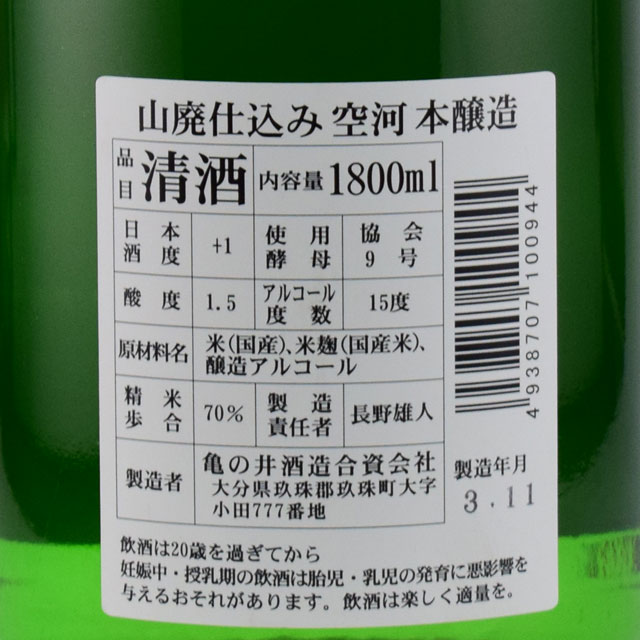 山廃仕込み 空河 本醸造
品目 清酒 内容量 1800ml
日本酒度 +1 使用酵母 協会9号
酸度 1.5 アルコール度数 15度
原材料名 米(国産)、米麹(国産米)、
醸造アルコール
精米歩合 70% 製造責任者 長野雄人
製造者 亀の井酒造合資会社
大分県玖珠郡玖珠町大字
小田777番地
4 938707 100944
製造年月
3.11
飲酒は20歳を過ぎてから
妊娠中・授乳期の飲酒は胎児・乳児の発育に悪影響を
与えるおそれがあります。飲酒は楽しく適量を。